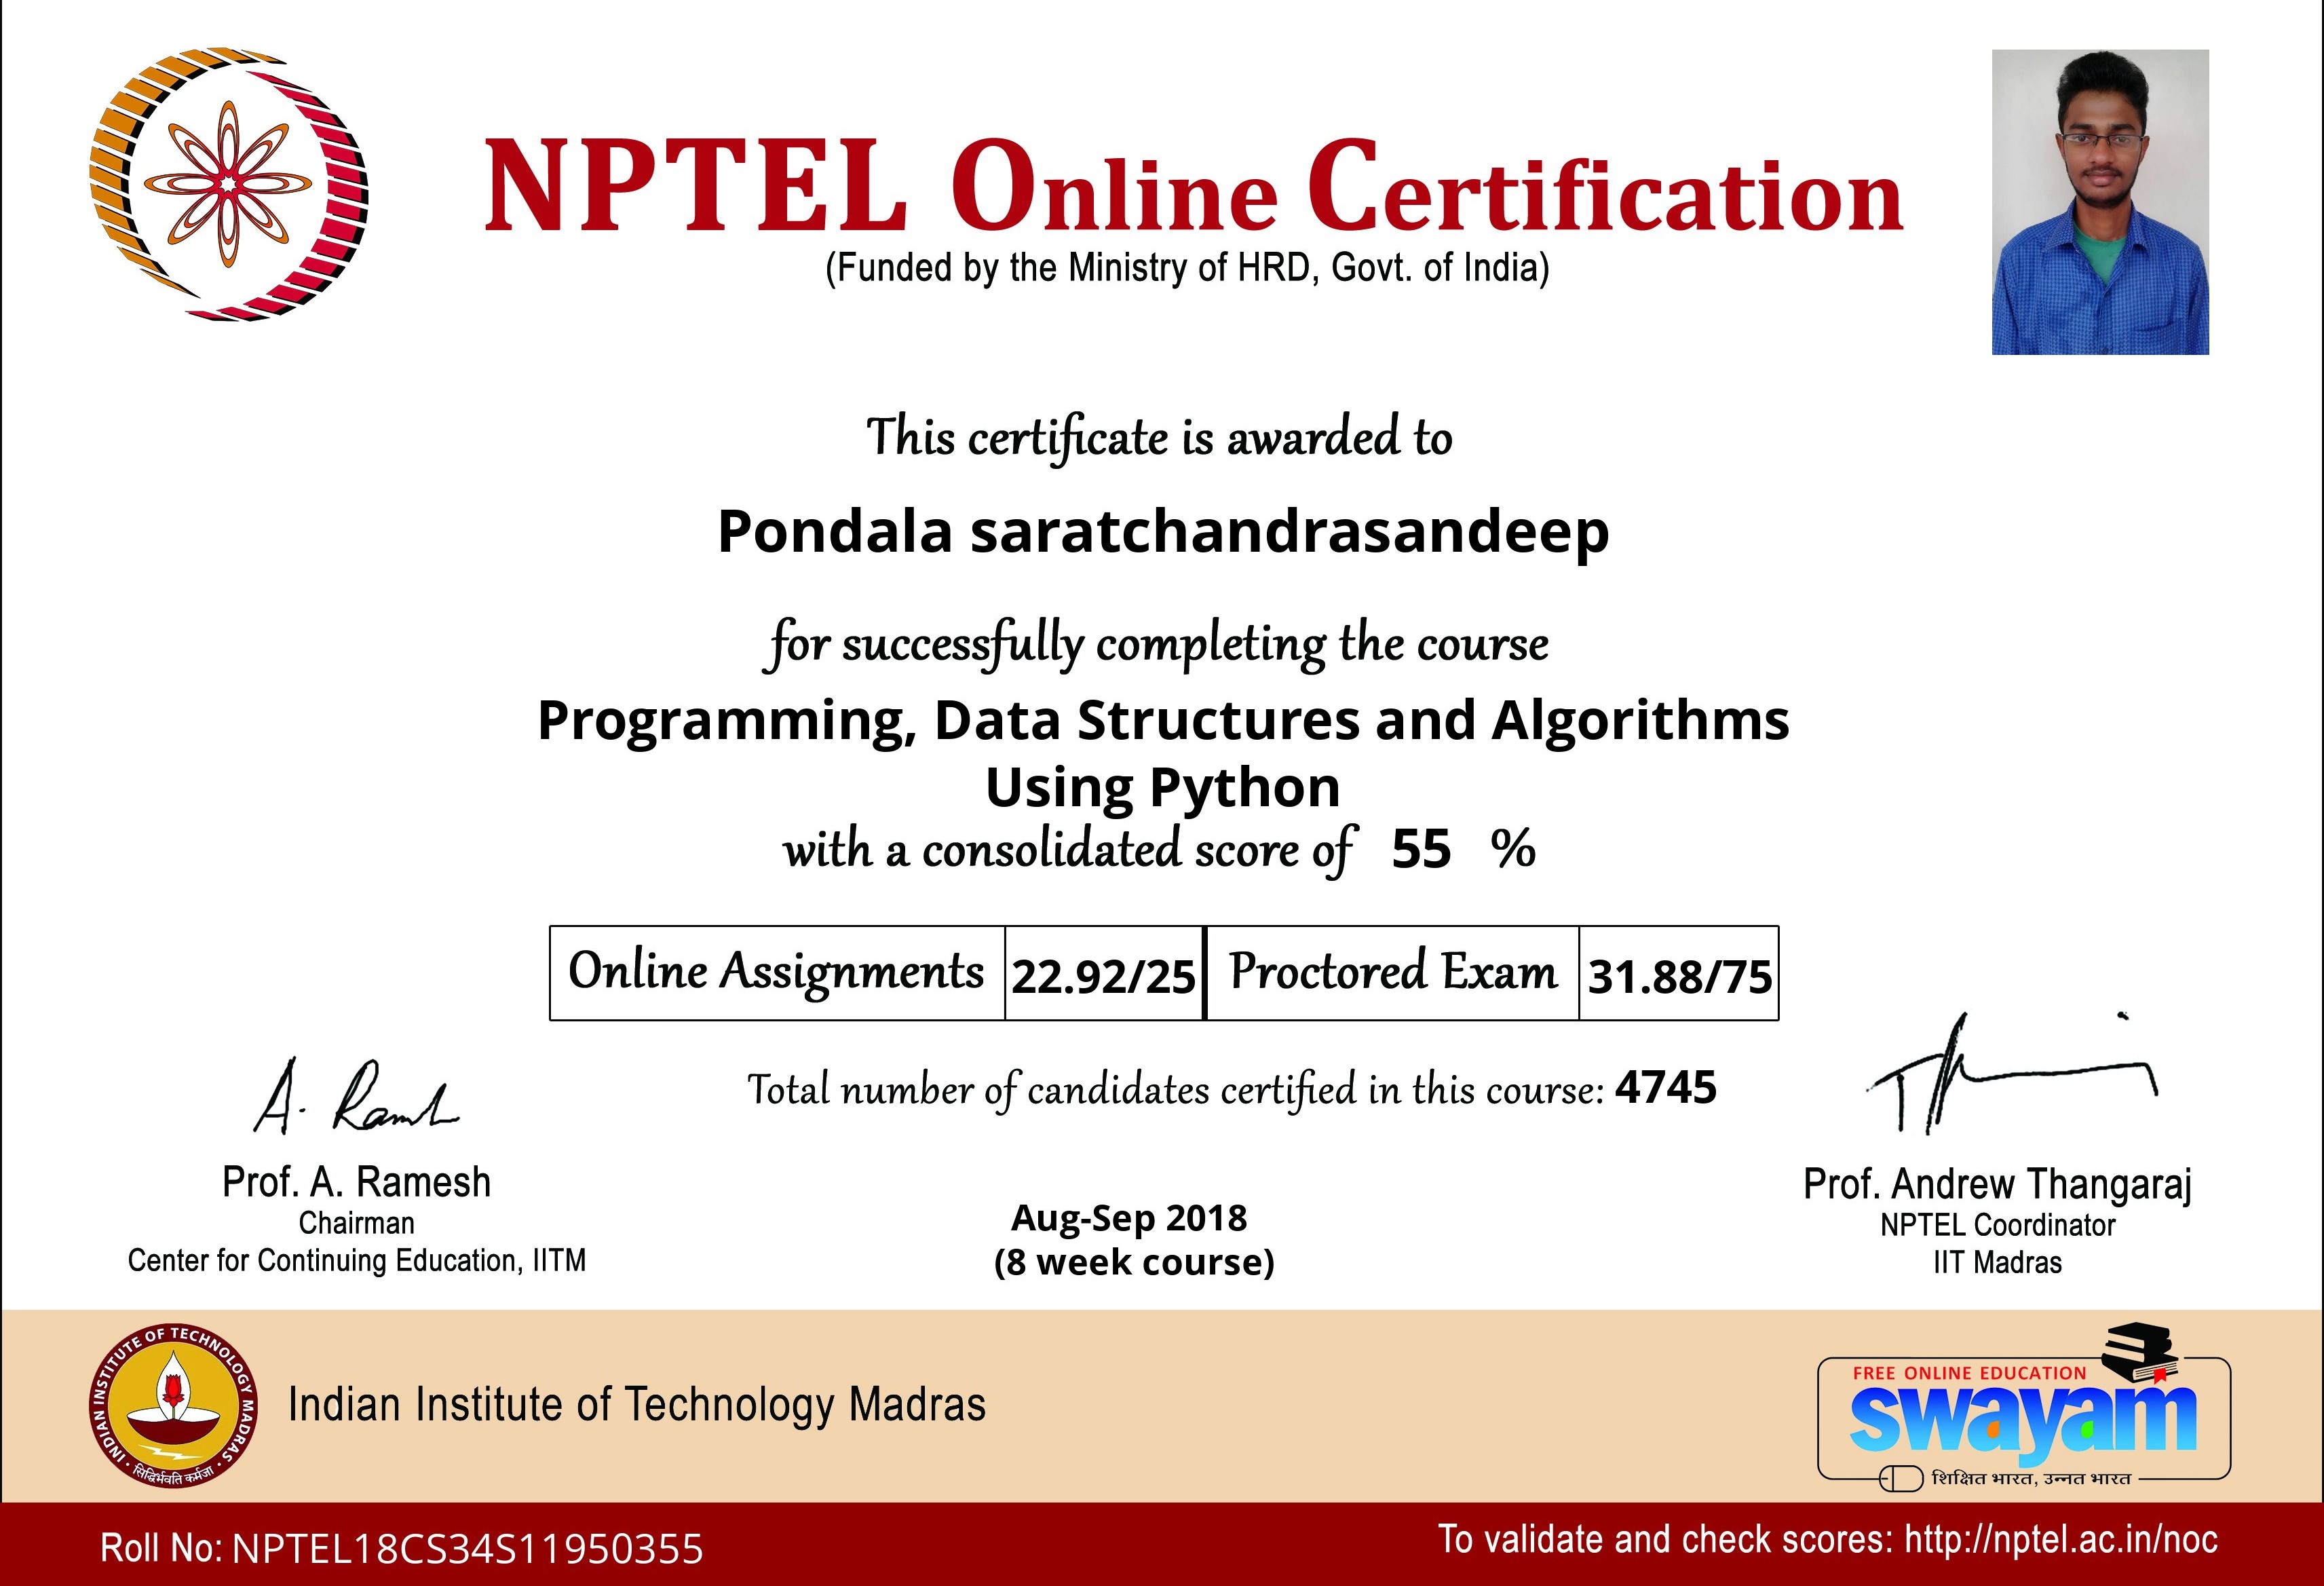 NPTEL Online Certification
(Funded by the Ministry of HRD, Govt. of India)
This certificate is awarded to
Pondala saratchandrasandeep
for successfully completing the course
Programming, Data Structures and Algorithms
Using Python
with a consolidated score of 55 %
Online Assignments 22.92/25 Proctored Exam 31.88/75
Total number of candidates certified in this course: 4745
A. Ramesh
Prof. A. Ramesh
Chairman
Center for Continuing Education, IITM
Aug-Sep 2018
(8 week course)
Prof. Andrew Thangaraj
NPTEL Coordinator
IIT Madras
INDIAN INSTITUTE OF TECHNOLOGY MADRAS
सिद्धिर्भवति कर्मजा
Indian Institute of Technology Madras
FREE ONLINE EDUCATION
swayam
शिक्षित भारत, उन्नत भारत
Roll No: NPTEL18CS34S11950355
To validate and check scores: http://nptel.ac.in/noc